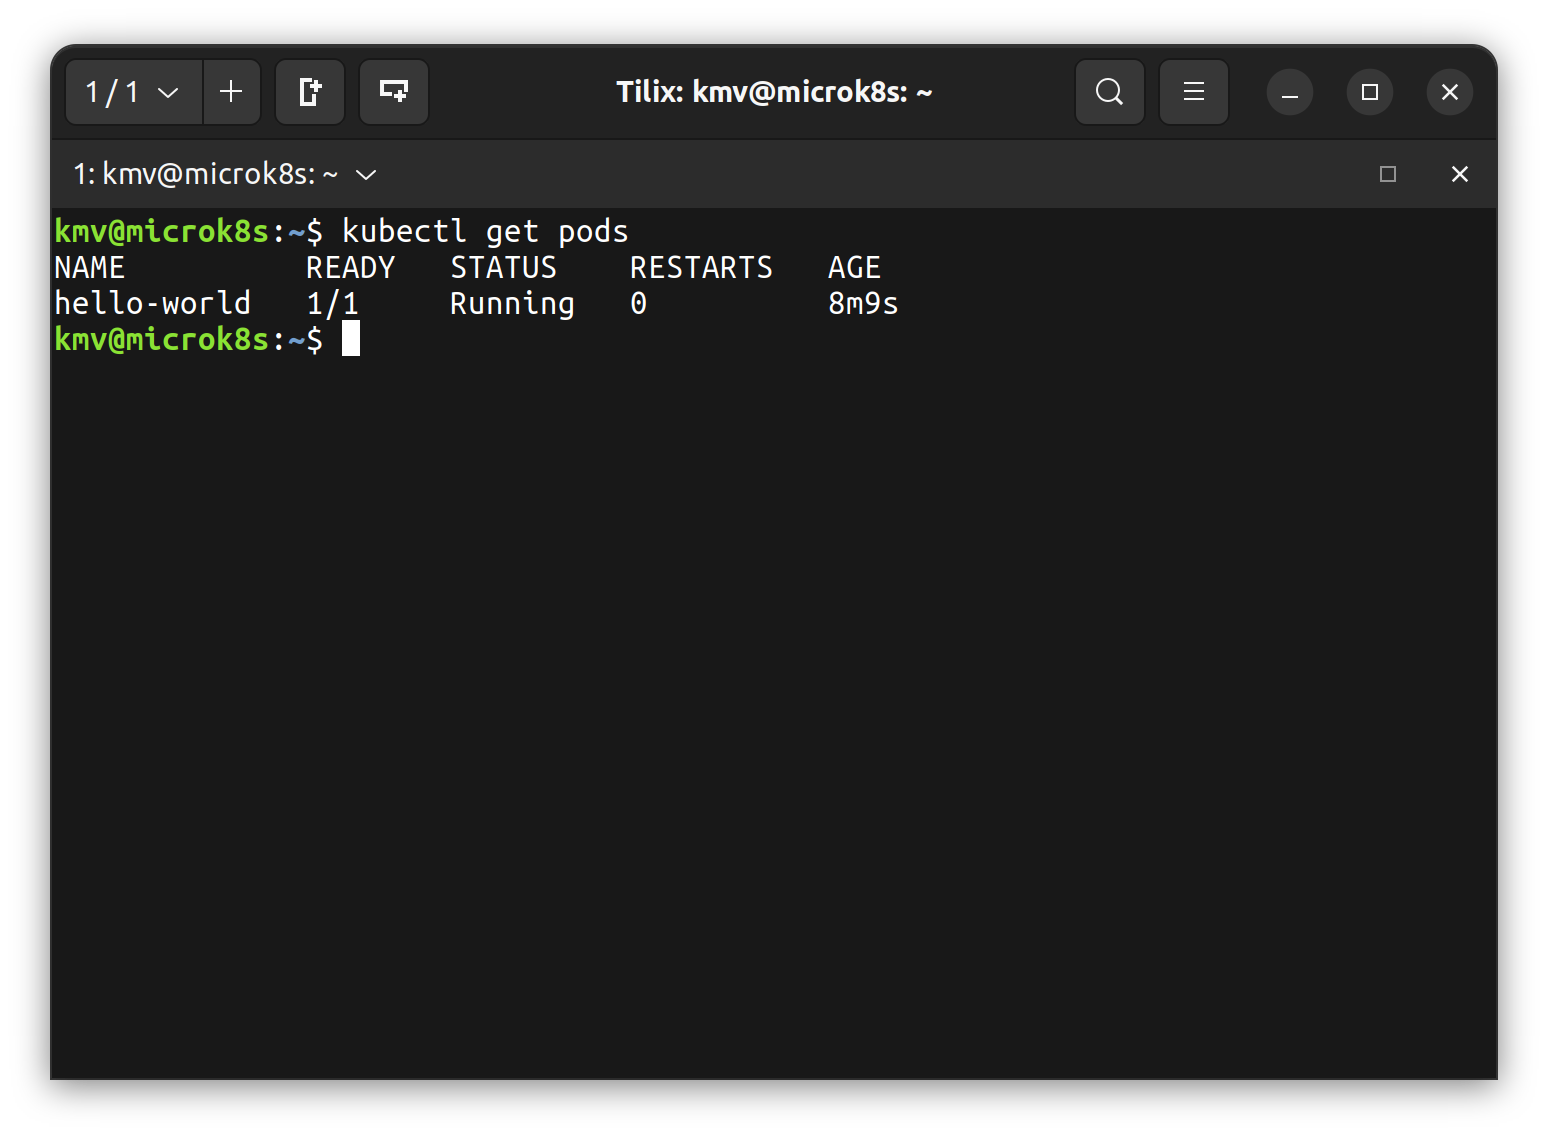 1 / 1
Tilix: kmv@microk8s: ~
1: kmv@microk8s: ~
kmv@microk8s:~$ kubectl get pods
NAME          READY   STATUS    RESTARTS   AGE
hello-world   1/1     Running   0          8m9s
kmv@microk8s:~$